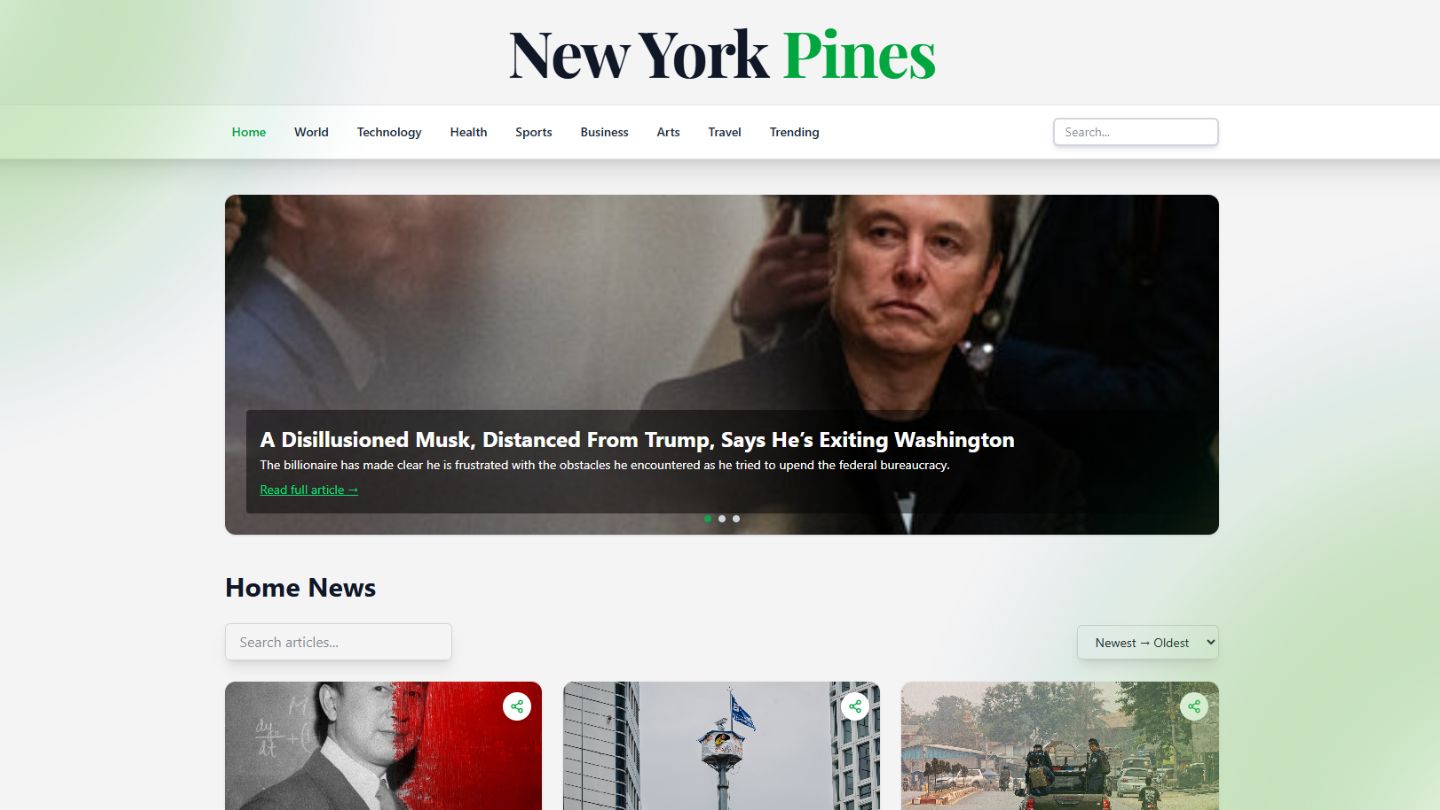 New York Pines
Home World Technology Health Sports Business Arts Travel Trending
Search...
A Disillusioned Musk, Distanced From Trump, Says He’s Exiting Washington
The billionaire has made clear he is frustrated with the obstacles he encountered as he tried to upend the federal bureaucracy.
Read full article →
Home News
Search articles...
Newest → Oldest
dy
dt